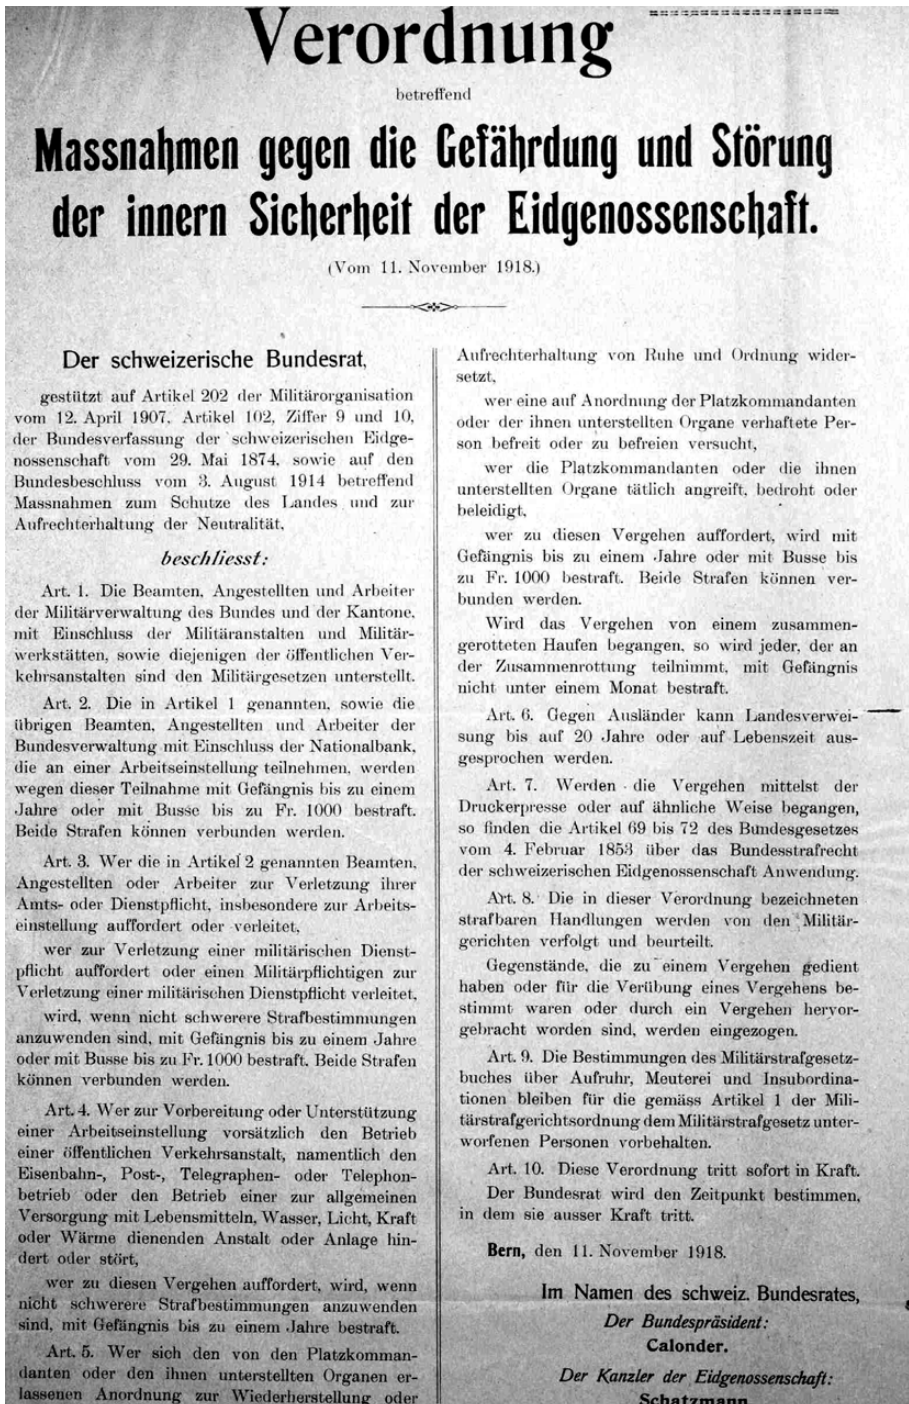 Verordnung
betreffend
Massnahmen gegen die Gefährdung und Störung
der innern Sicherheit der Eidgenossenschaft.
(Vom 11. November 1918.)
Der schweizerische Bundesrat,
gestützt auf Artikel 202 der Militärorganisation
vom 12. April 1907, Artikel 102, Ziffer 9 und 10,
der Bundesverfassung der schweizerischen Eidge-
nossenschaft vom 29. Mai 1874, sowie auf den
Bundesbeschluss vom 3. August 1914 betreffend
Massnahmen zum Schutze des Landes und zur
Aufrechterhaltung der Neutralität,
beschliesst:
Art. 1. Die Beamten, Angestellten und Arbeiter
der Militärverwaltung des Bundes und der Kantone,
mit Einschluss der Militäranstalten und Militär-
werkstätten, sowie diejenigen der öffentlichen Ver-
kehrsanstalten sind den Militärgesetzen unterstellt.
Art. 2. Die in Artikel 1 genannten, sowie die
übrigen Beamten, Angestellten und Arbeiter der
Bundesverwaltung mit Einschluss der Nationalbank,
die an einer Arbeitseinstellung teilnehmen, werden
wegen dieser Teilnahme mit Gefängnis bis zu einem
Jahre oder mit Busse bis zu Fr. 1000 bestraft.
Beide Strafen können verbunden werden.
Art. 3. Wer die in Artikel 2 genannten Beamten,
Angestellten oder Arbeiter zur Verletzung ihrer
Amts- oder Dienstpflicht, insbesondere zur Arbeits-
einstellung auffordert oder verleitet,
wer zur Verletzung einer militärischen Dienst-
pflicht auffordert oder einen Militärpflichtigen zur
Verletzung einer militärischen Dienstpflicht verleitet,
wird, wenn nicht schwerere Strafbestimmungen
anzuwenden sind, mit Gefängnis bis zu einem Jahre
oder mit Busse bis zu Fr. 1000 bestraft. Beide Strafen
können verbunden werden.
Art. 4. Wer zur Vorbereitung oder Unterstützung
einer Arbeitseinstellung vorsätzlich den Betrieb
einer öffentlichen Verkehrsanstalt, namentlich den
Eisenbahn-, Post-, Telegraphen- oder Telephon-
betrieb oder den Betrieb einer zur allgemeinen
Versorgung mit Lebensmitteln, Wasser, Licht, Kraft
oder Wärme dienenden Anstalt oder Anlage hin-
dert oder stört,
wer zu diesen Vergehen auffordert, wird, wenn
nicht schwerere Strafbestimmungen anzuwenden
sind, mit Gefängnis bis zu einem Jahre bestraft.
Art. 5. Wer sich den von den Platzkomman-
danten oder den ihnen unterstellten Organen er-
lassenen Anordnung zur Wiederherstellung oder
Aufrechterhaltung von Ruhe und Ordnung wider-
setzt,
wer eine auf Anordnung der Platzkommandanten
oder der ihnen unterstellten Organe verhaftete Per-
son befreit oder zu befreien versucht,
wer die Platzkommandanten oder die ihnen
unterstellten Organe tätlich angreift, bedroht oder
beleidigt,
wer zu diesen Vergehen auffordert, wird mit
Gefängnis bis zu einem Jahre oder mit Busse bis
zu Fr. 1000 bestraft. Beide Strafen können ver-
bunden werden.
Wird das Vergehen von einem zusammen-
gerotteten Haufen begangen, so wird jeder, der an
der Zusammenrottung teilnimmt, mit Gefängnis
nicht unter einem Monat bestraft.
Art. 6. Gegen Ausländer kann Landesverwei-
sung bis auf 20 Jahre oder auf Lebenszeit aus-
gesprochen werden.
Art. 7. Werden die Vergehen mittelst der
Druckerpresse oder auf ähnliche Weise begangen,
so finden die Artikel 69 bis 72 des Bundesgesetzes
vom 4. Februar 1853 über das Bundesstrafrecht
der schweizerischen Eidgenossenschaft Anwendung.
Art. 8. Die in dieser Verordnung bezeichneten
strafbaren Handlungen werden von den Militär-
gerichten verfolgt und beurteilt.
Gegenstände, die zu einem Vergehen gedient
haben oder für die Verübung eines Vergehens be-
stimmt waren oder durch ein Vergehen hervor-
gebracht worden sind, werden eingezogen.
Art. 9. Die Bestimmungen des Militärstrafgesetz-
buches über Aufruhr, Meuterei und Insubordina-
tionen bleiben für die gemäss Artikel 1 der Mili-
tärstrafgerichtsordnung dem Militärstrafgesetz unter-
worfenen Personen vorbehalten.
Art. 10. Diese Verordnung tritt sofort in Kraft.
Der Bundesrat wird den Zeitpunkt bestimmen,
in dem sie ausser Kraft tritt.
Bern, den 11. November 1918.
Im Namen des schweiz. Bundesrates,
Der Bundespräsident:
Calonder.
Der Kanzler der Eidgenossenschaft:
Schatzmann